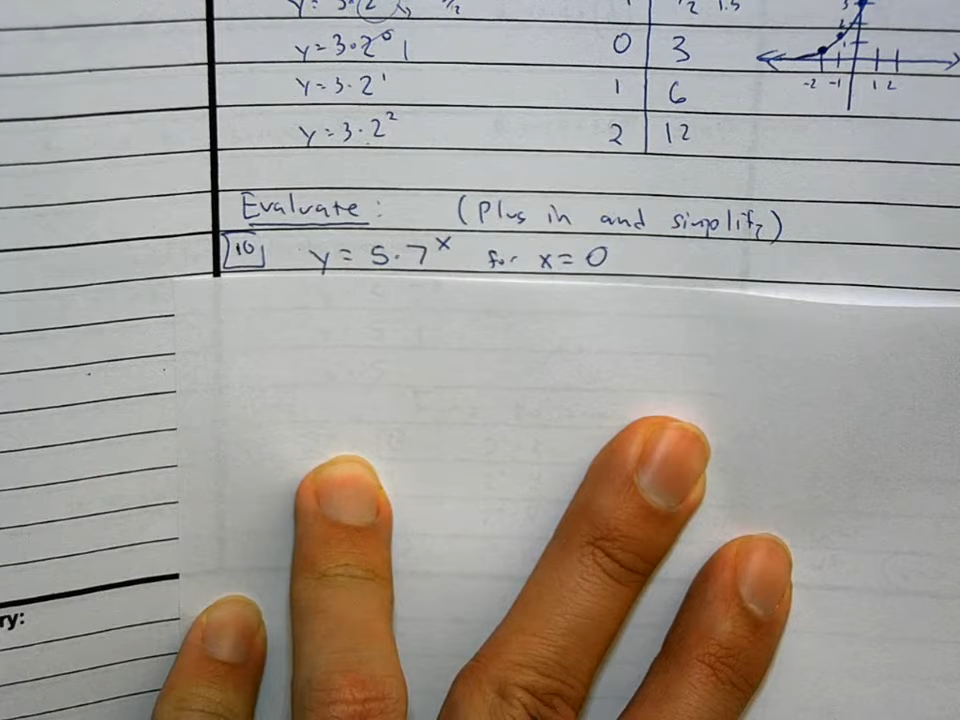 y = 3·2⁰ 1 0 3
y = 3·2¹ 1 6
-2 -1 1 2
y = 3·2² 2 12
Evaluate: (Plug in and simplify)
10 y = 5·7ˣ for x = 0
ry: